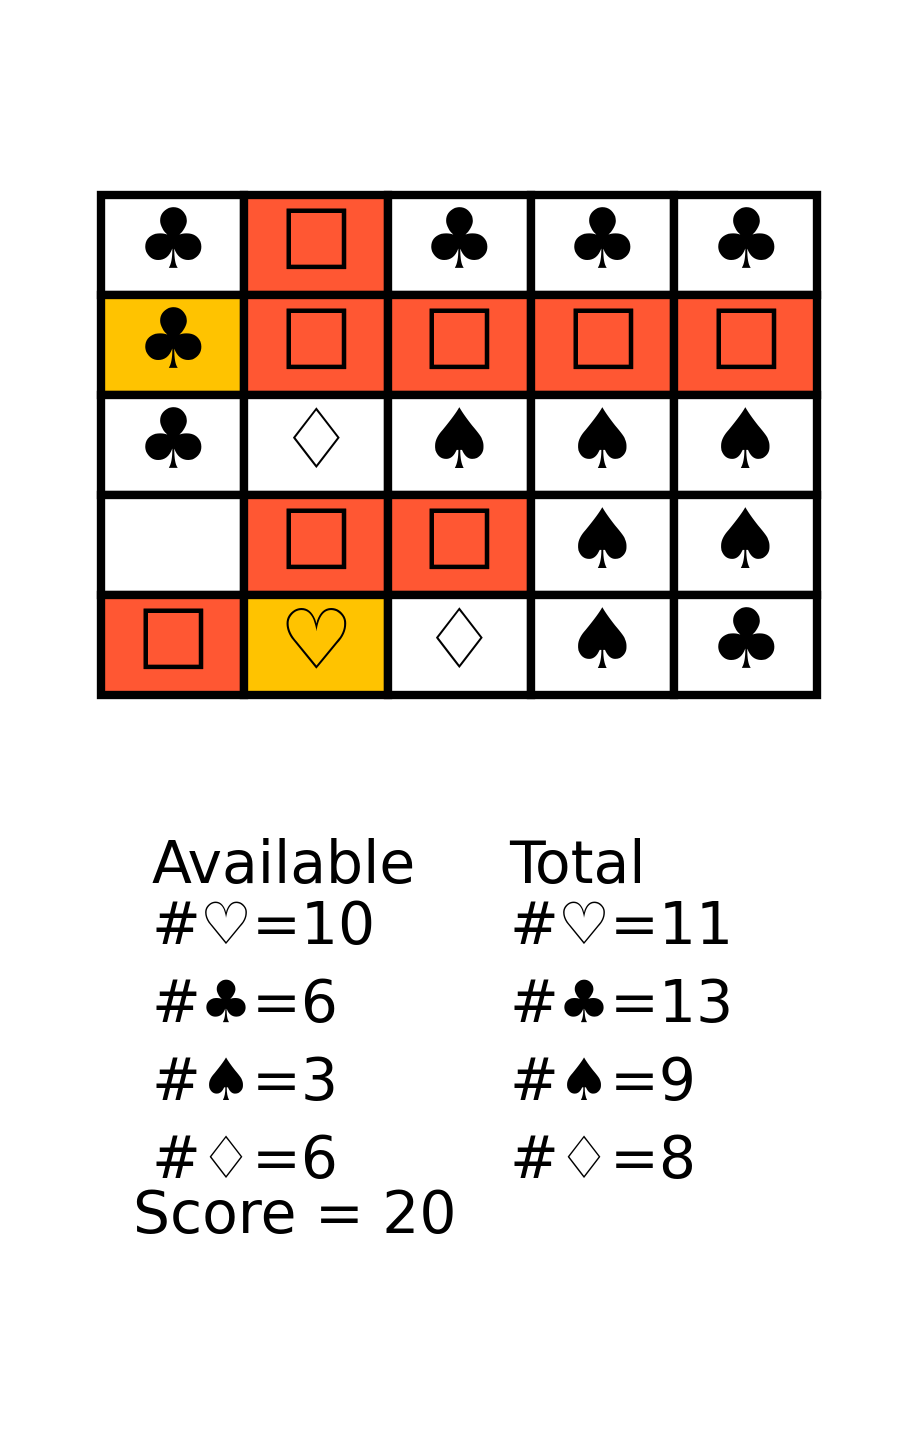 ♣ □ ♣ ♣ ♣
♣ □ □ □ □
♣ ♢ ♠ ♠ ♠
□ □ ♠ ♠
□ ♡ ♢ ♠ ♣
Available Total
#♡=10 #♡=11
#♣=6 #♣=13
#♠=3 #♠=9
#♢=6 #♢=8
Score = 20